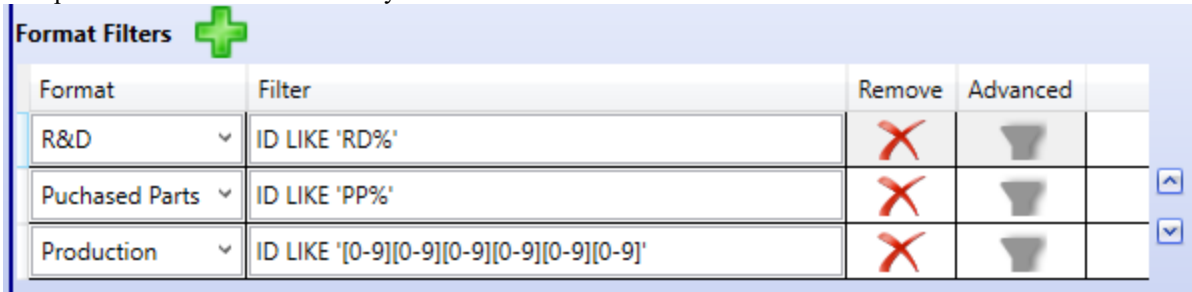 Format Filters
Format Filter Remove Advanced
R&D ID LIKE 'RD%'
Puchased Parts ID LIKE 'PP%'
Production ID LIKE '[0-9][0-9][0-9][0-9][0-9][0-9]'